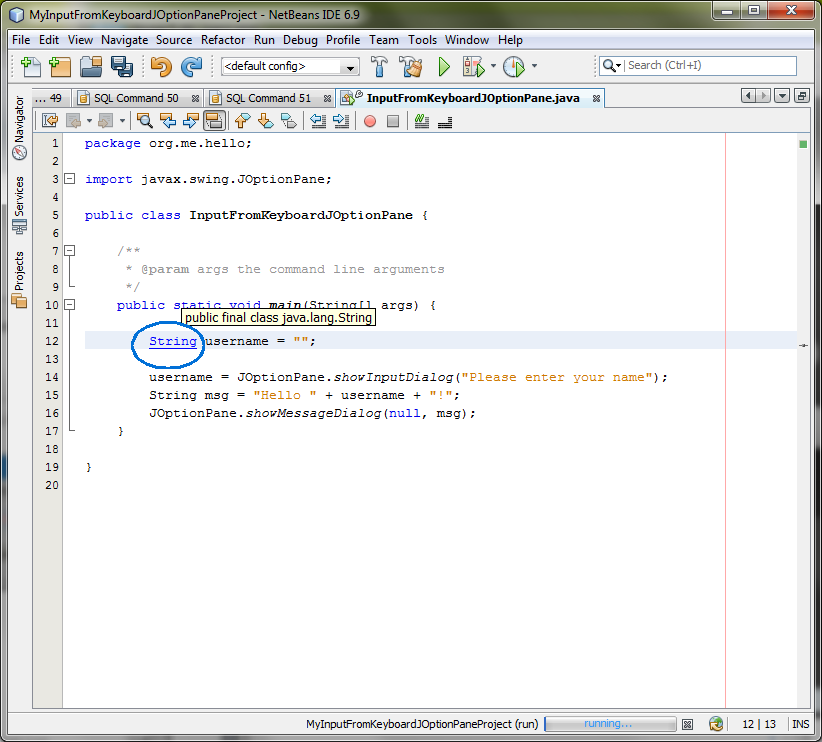 MyInputFromKeyboardJOptionPaneProject - NetBeans IDE 6.9
File Edit View Navigate Source Refactor Run Debug Profile Team Tools Window Help
<default config>
Search (Ctrl+I)
... 49
SQL Command 50
SQL Command 51
InputFromKeyboardJOptionPane.java
Navigator
Services
Projects
1 package org.me.hello;
2
3 import javax.swing.JOptionPane;
4
5 public class InputFromKeyboardJOptionPane {
6
7 /**
8 * @param args the command line arguments
9 */
10 public static void main(String[] args) {
public final class java.lang.String
11
12 String username = "";
13
14 username = JOptionPane.showInputDialog("Please enter your name");
15 String msg = "Hello " + username + "!";
16 JOptionPane.showMessageDialog(null, msg);
17 }
18
19 }
20
MyInputFromKeyboardJOptionPaneProject (run)
running...
12 | 13
INS